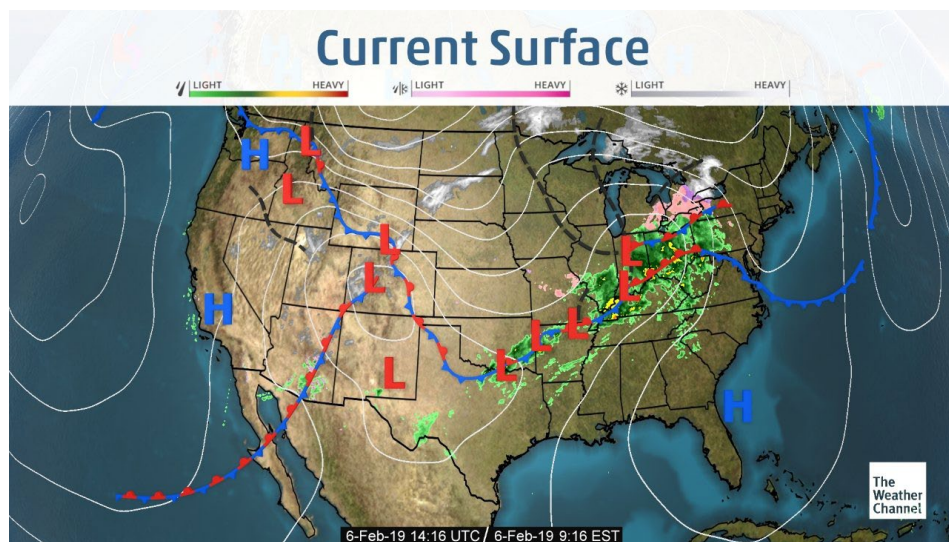 Current Surface
LIGHT HEAVY LIGHT HEAVY LIGHT HEAVY
H
L
L
L
L
H
L
L
L
L
L
L
H
The
Weather
Channel
6-Feb-19 14:16 UTC / 6-Feb-19 9:16 EST